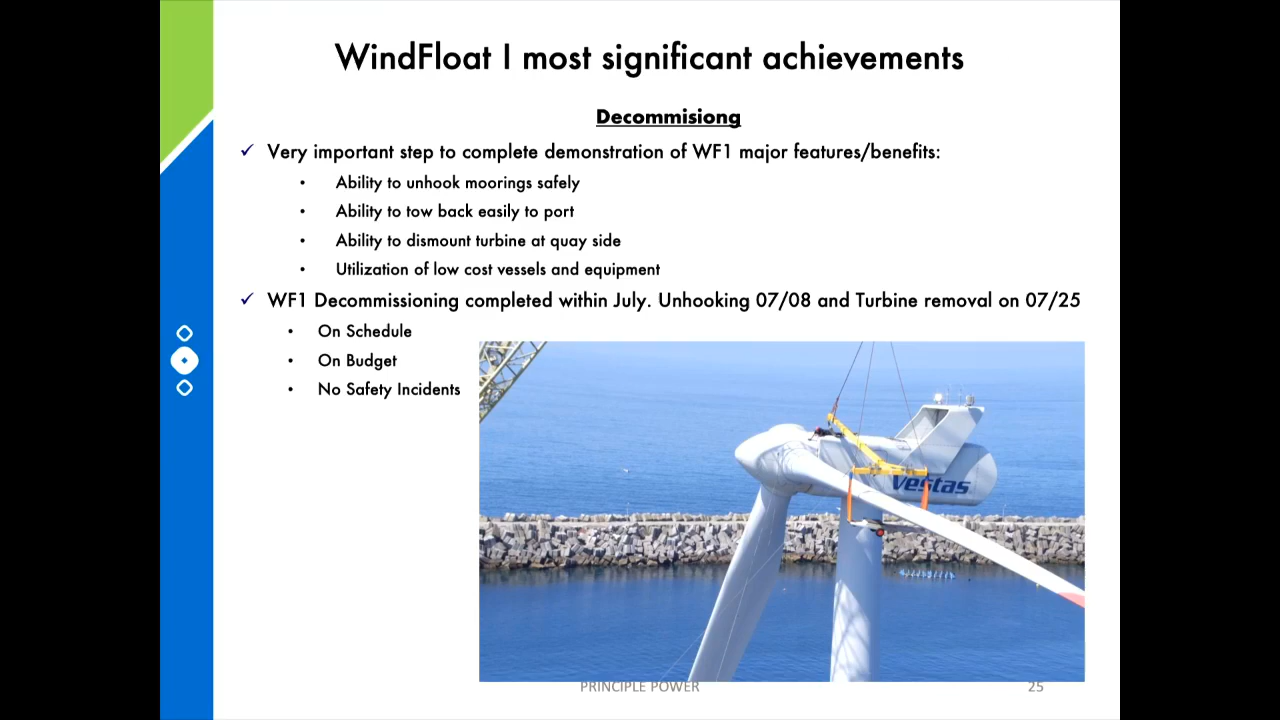 WindFloat I most significant achievements
Decommisiong
✓ Very important step to complete demonstration of WF1 major features/benefits:
• Ability to unhook moorings safely
• Ability to tow back easily to port
• Ability to dismount turbine at quay side
• Utilization of low cost vessels and equipment
✓ WF1 Decommissioning completed within July. Unhooking 07/08 and Turbine removal on 07/25
• On Schedule
• On Budget
• No Safety Incidents
Vestas
PRINCIPLE POWER
25